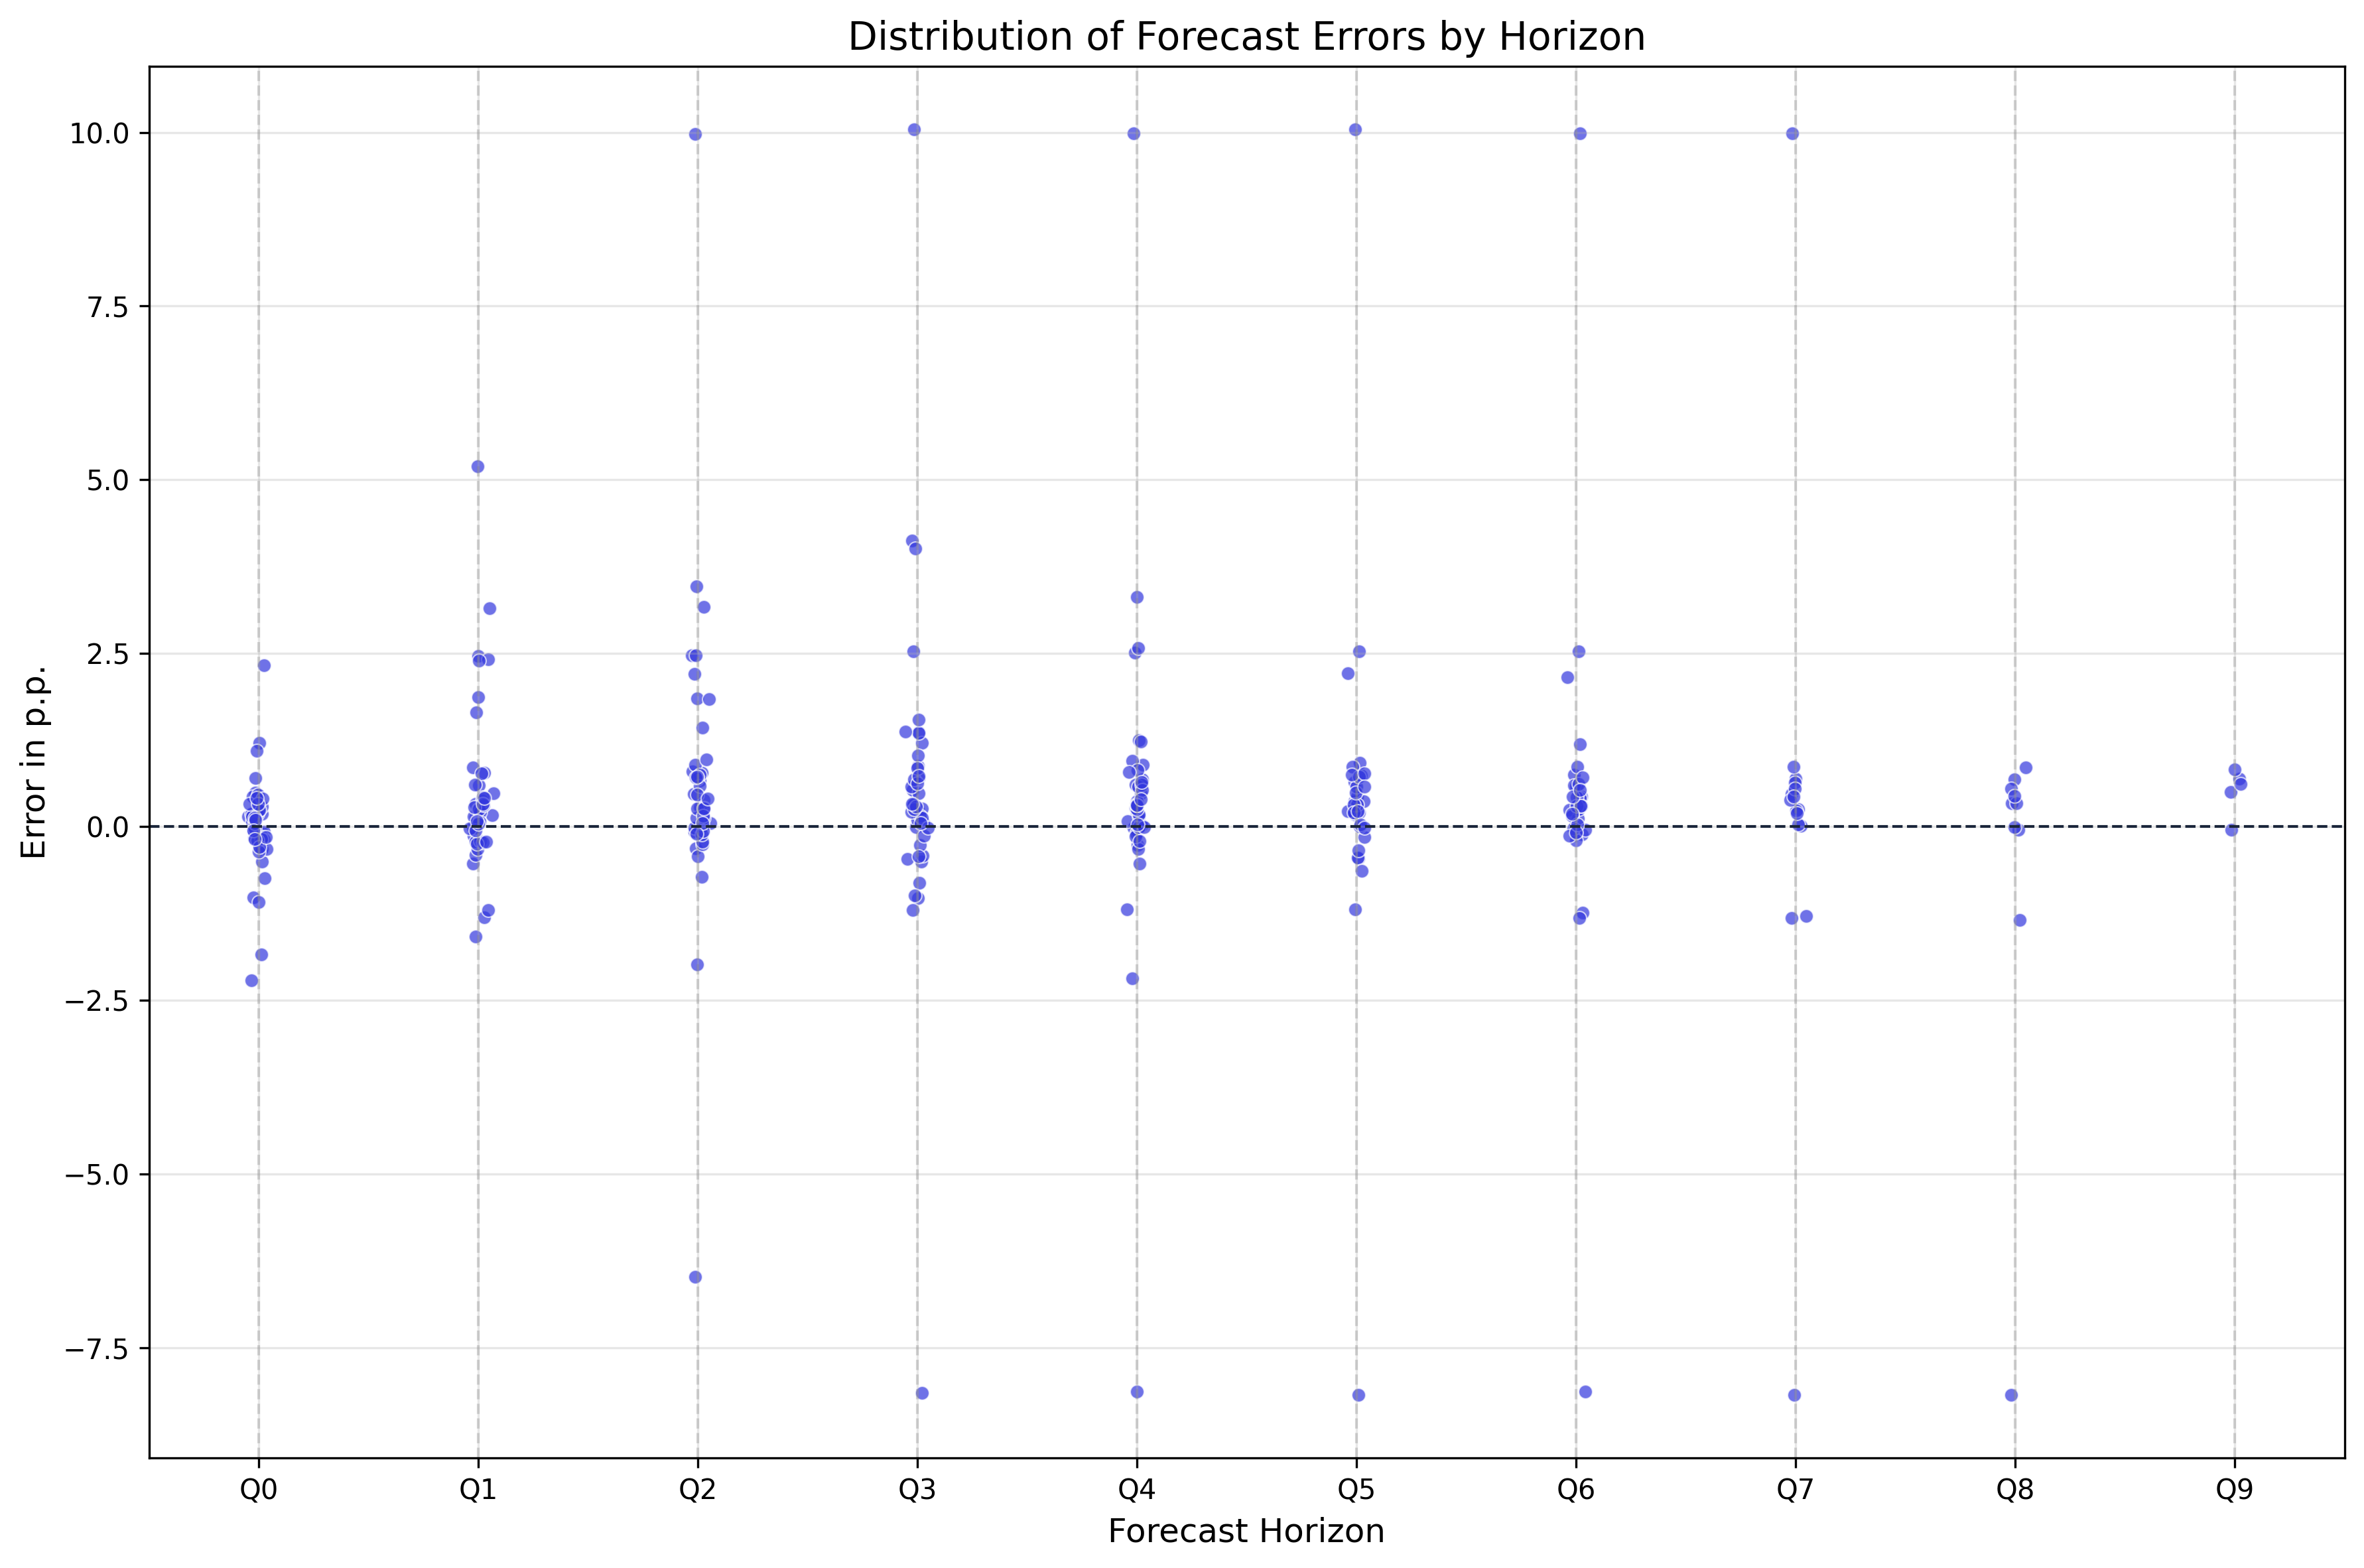 Distribution of Forecast Errors by Horizon
Error in p.p.
10.0
7.5
5.0
2.5
0.0
−2.5
−5.0
−7.5
Q0 Q1 Q2 Q3 Q4 Q5 Q6 Q7 Q8 Q9
Forecast Horizon